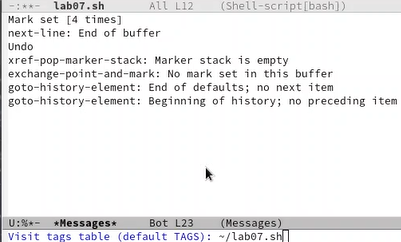 -:**-  lab07.sh      All L12   (Shell-script[bash])
Mark set [4 times]
next-line: End of buffer
Undo
xref-pop-marker-stack: Marker stack is empty
exchange-point-and-mark: No mark set in this buffer
goto-history-element: End of defaults; no next item
goto-history-element: Beginning of history; no preceding item
U:%*-  *Messages*    Bot L23   (Messages)
Visit tags table (default TAGS): ~/lab07.sh